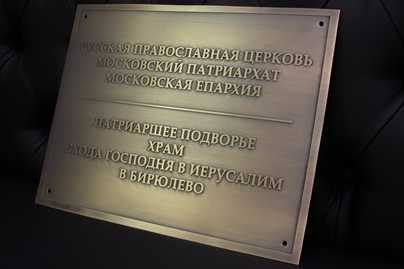 РУССКАЯ ПРАВОСЛАВНАЯ ЦЕРКОВЬ
МОСКОВСКИЙ ПАТРИАРХАТ
МОСКОВСКАЯ ЕПАРХИЯ
ПАТРИАРШЕЕ ПОДВОРЬЕ
ХРАМ
ВХОДА ГОСПОДНЯ В ИЕРУСАЛИМ
В БИРЮЛЕВО